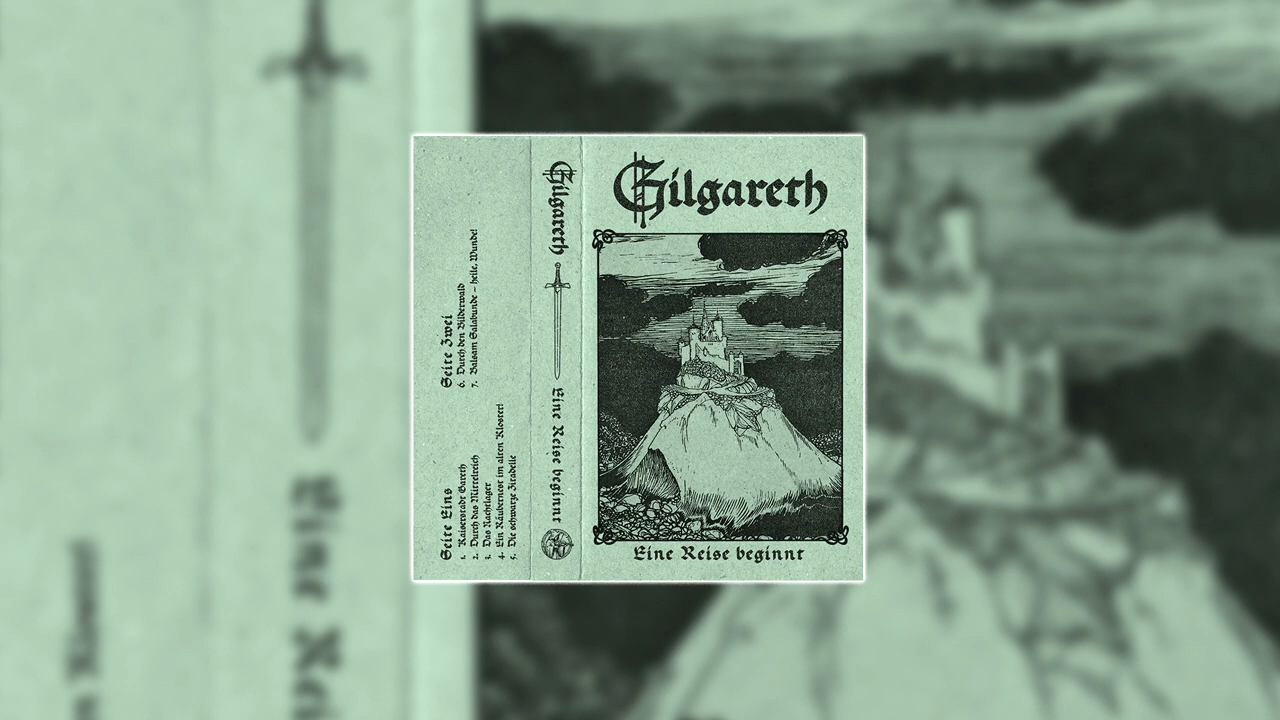 Gilgareth
Eine Reise beginnt
Gilgareth
Eine Reise beginnt
Seite Eins
1. Kaiserstadt Gareth
2. Durch das Mittelreich
3. Das Nachtlager
4. Ein Räubernest im alten Kloster!
5. Die schwarze Zitadelle
Seite Zwei
6. Durch den Bilderwald
7. Balsam Salabunde – heile, Wunde!